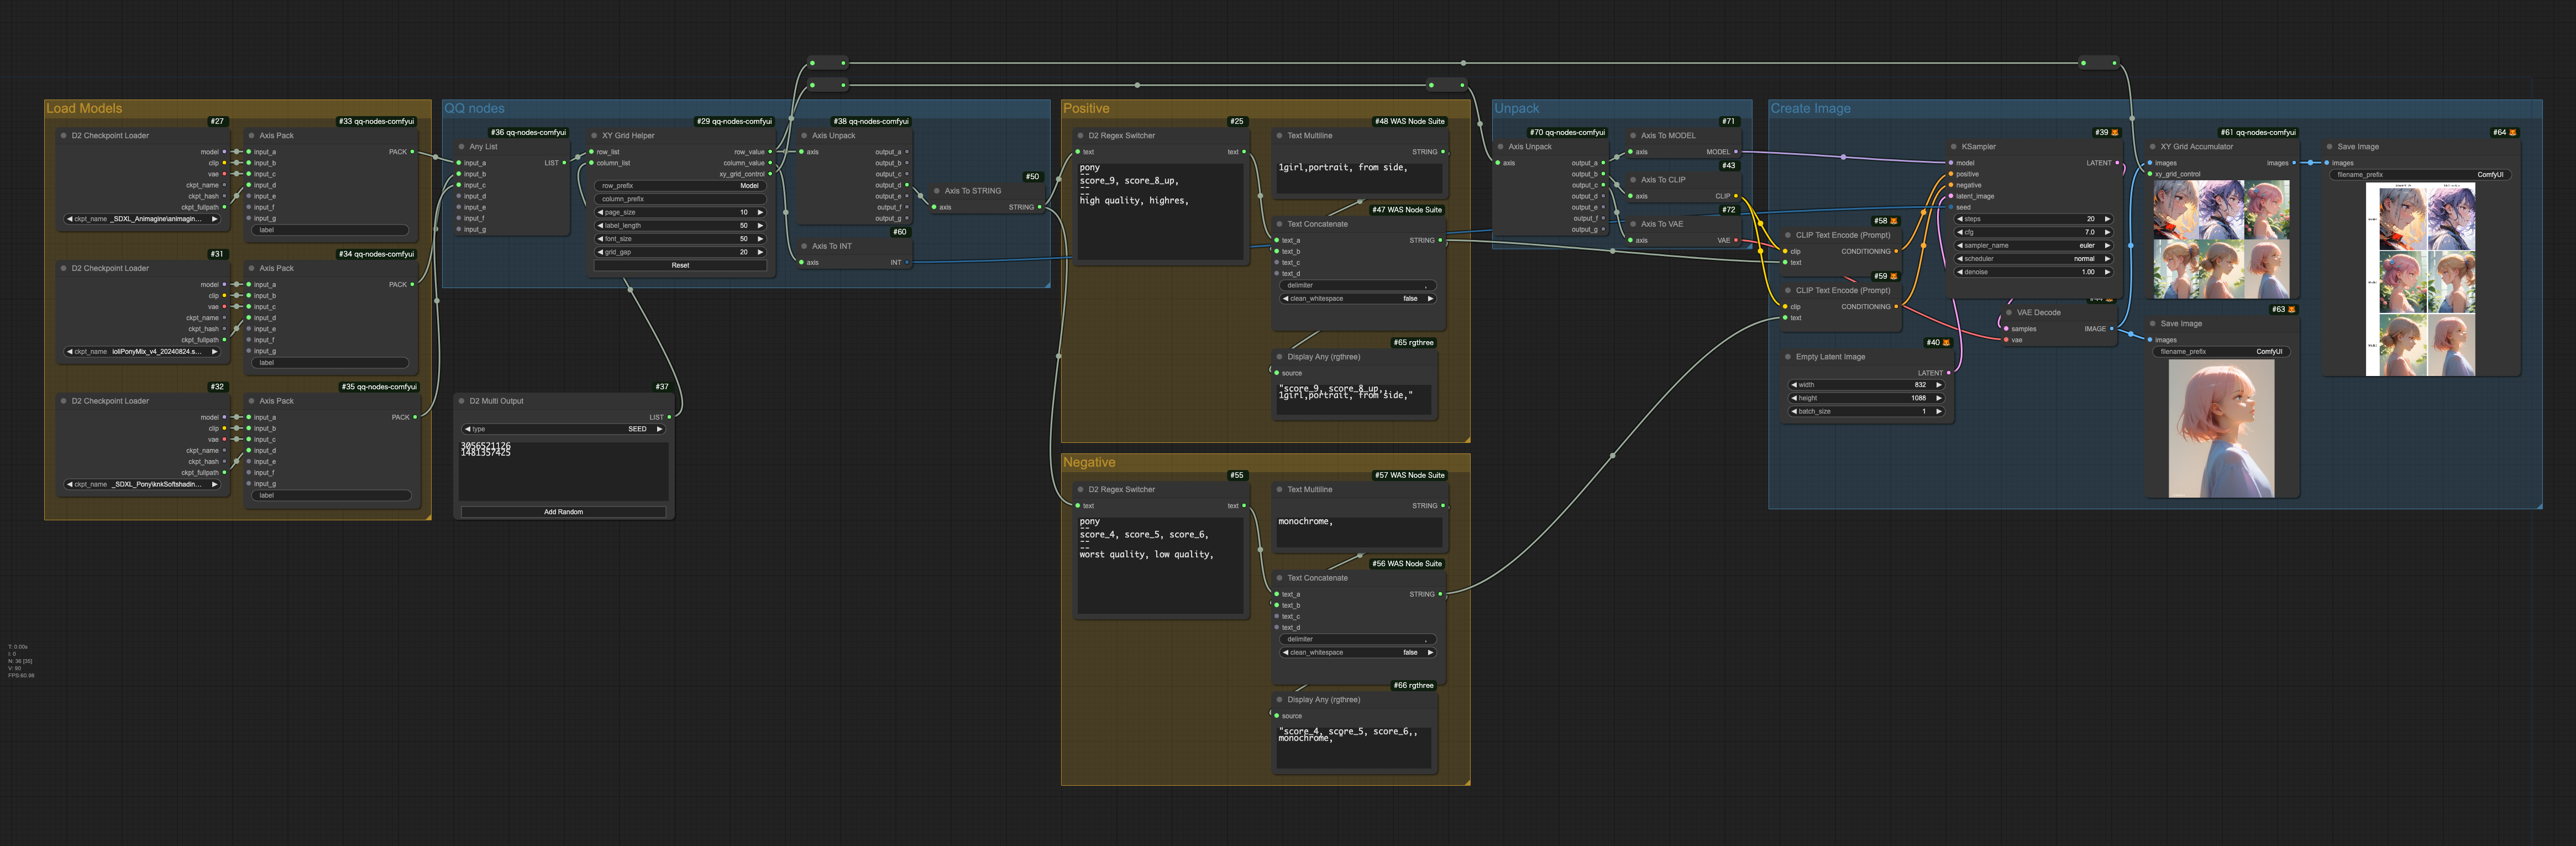 Load Models
#27
D2 Checkpoint Loader
model
clip
vae
ckpt_name
ckpt_hash
ckpt_fullpath
ckpt_name _SDXL_Animagine\animagin...
#33 qq-nodes-comfyui
Axis Pack
input_a PACK
input_b
input_c
input_d
input_e
input_f
input_g
label
#31
D2 Checkpoint Loader
model
clip
vae
ckpt_name
ckpt_hash
ckpt_fullpath
ckpt_name loliPonyMix_v4_20240824.s...
#34 qq-nodes-comfyui
Axis Pack
input_a PACK
input_b
input_c
input_d
input_e
input_f
input_g
label
#32
D2 Checkpoint Loader
model
clip
vae
ckpt_name
ckpt_hash
ckpt_fullpath
ckpt_name _SDXL_Pony\knkSoftshadin...
#35 qq-nodes-comfyui
Axis Pack
input_a PACK
input_b
input_c
input_d
input_e
input_f
input_g
label
QQ nodes
#36 qq-nodes-comfyui
Any List
input_a LIST
input_b
input_c
input_d
input_e
input_f
input_g
#29 qq-nodes-comfyui
XY Grid Helper
row_list row_value
column_list column_value
xy_grid_control
row_prefix Model
column_prefix
page_size 10
label_length 50
font_size 50
grid_gap 20
Reset
#38 qq-nodes-comfyui
Axis Unpack
axis output_a
output_b
output_c
output_d
output_e
output_f
output_g
#60
Axis To INT
axis INT
#50
Axis To STRING
axis STRING
#37
D2 Multi Output
LIST
type SEED
3056521126
1481357425
Add Random
Positive
#25
D2 Regex Switcher
text text
pony
--
score_9, score_8_up,
--
--
high quality, highres,
#48 WAS Node Suite
Text Multiline
STRING
1girl,portrait, from side,
#47 WAS Node Suite
Text Concatenate
text_a STRING
text_b
text_c
text_d
delimiter ,
clean_whitespace false
#65 rgthree
Display Any (rgthree)
source
"score_9, score_8_up,,
1girl,portrait, from side,"
Negative
#55
D2 Regex Switcher
text text
pony
--
score_4, score_5, score_6,
--
--
worst quality, low quality,
#57 WAS Node Suite
Text Multiline
STRING
monochrome,
#56 WAS Node Suite
Text Concatenate
text_a STRING
text_b
text_c
text_d
delimiter ,
clean_whitespace false
#66 rgthree
Display Any (rgthree)
source
"score_4, score_5, score_6,,
monochrome,"
Unpack
#70 qq-nodes-comfyui
Axis Unpack
axis output_a
output_b
output_c
output_d
output_e
output_f
output_g
#71
Axis To MODEL
axis MODEL
#43
Axis To CLIP
axis CLIP
#72
Axis To VAE
axis VAE
Create Image
#58
CLIP Text Encode (Prompt)
clip CONDITIONING
text
#59
CLIP Text Encode (Prompt)
clip CONDITIONING
text
#40
Empty Latent Image
LATENT
width 832
height 1088
batch_size 1
#39
KSampler
model LATENT
positive
negative
latent_image
seed
steps 20
cfg 7.0
sampler_name euler
scheduler normal
denoise 1.00
VAE Decode
samples IMAGE
vae
#61 qq-nodes-comfyui
XY Grid Accumulator
images images
xy_grid_control
#63
Save Image
images
filename_prefix ComfyUI
#64
Save Image
images
filename_prefix ComfyUI
T: 0.00s
I: 0
N: 36 [35]
V: 90
FPS:60.98